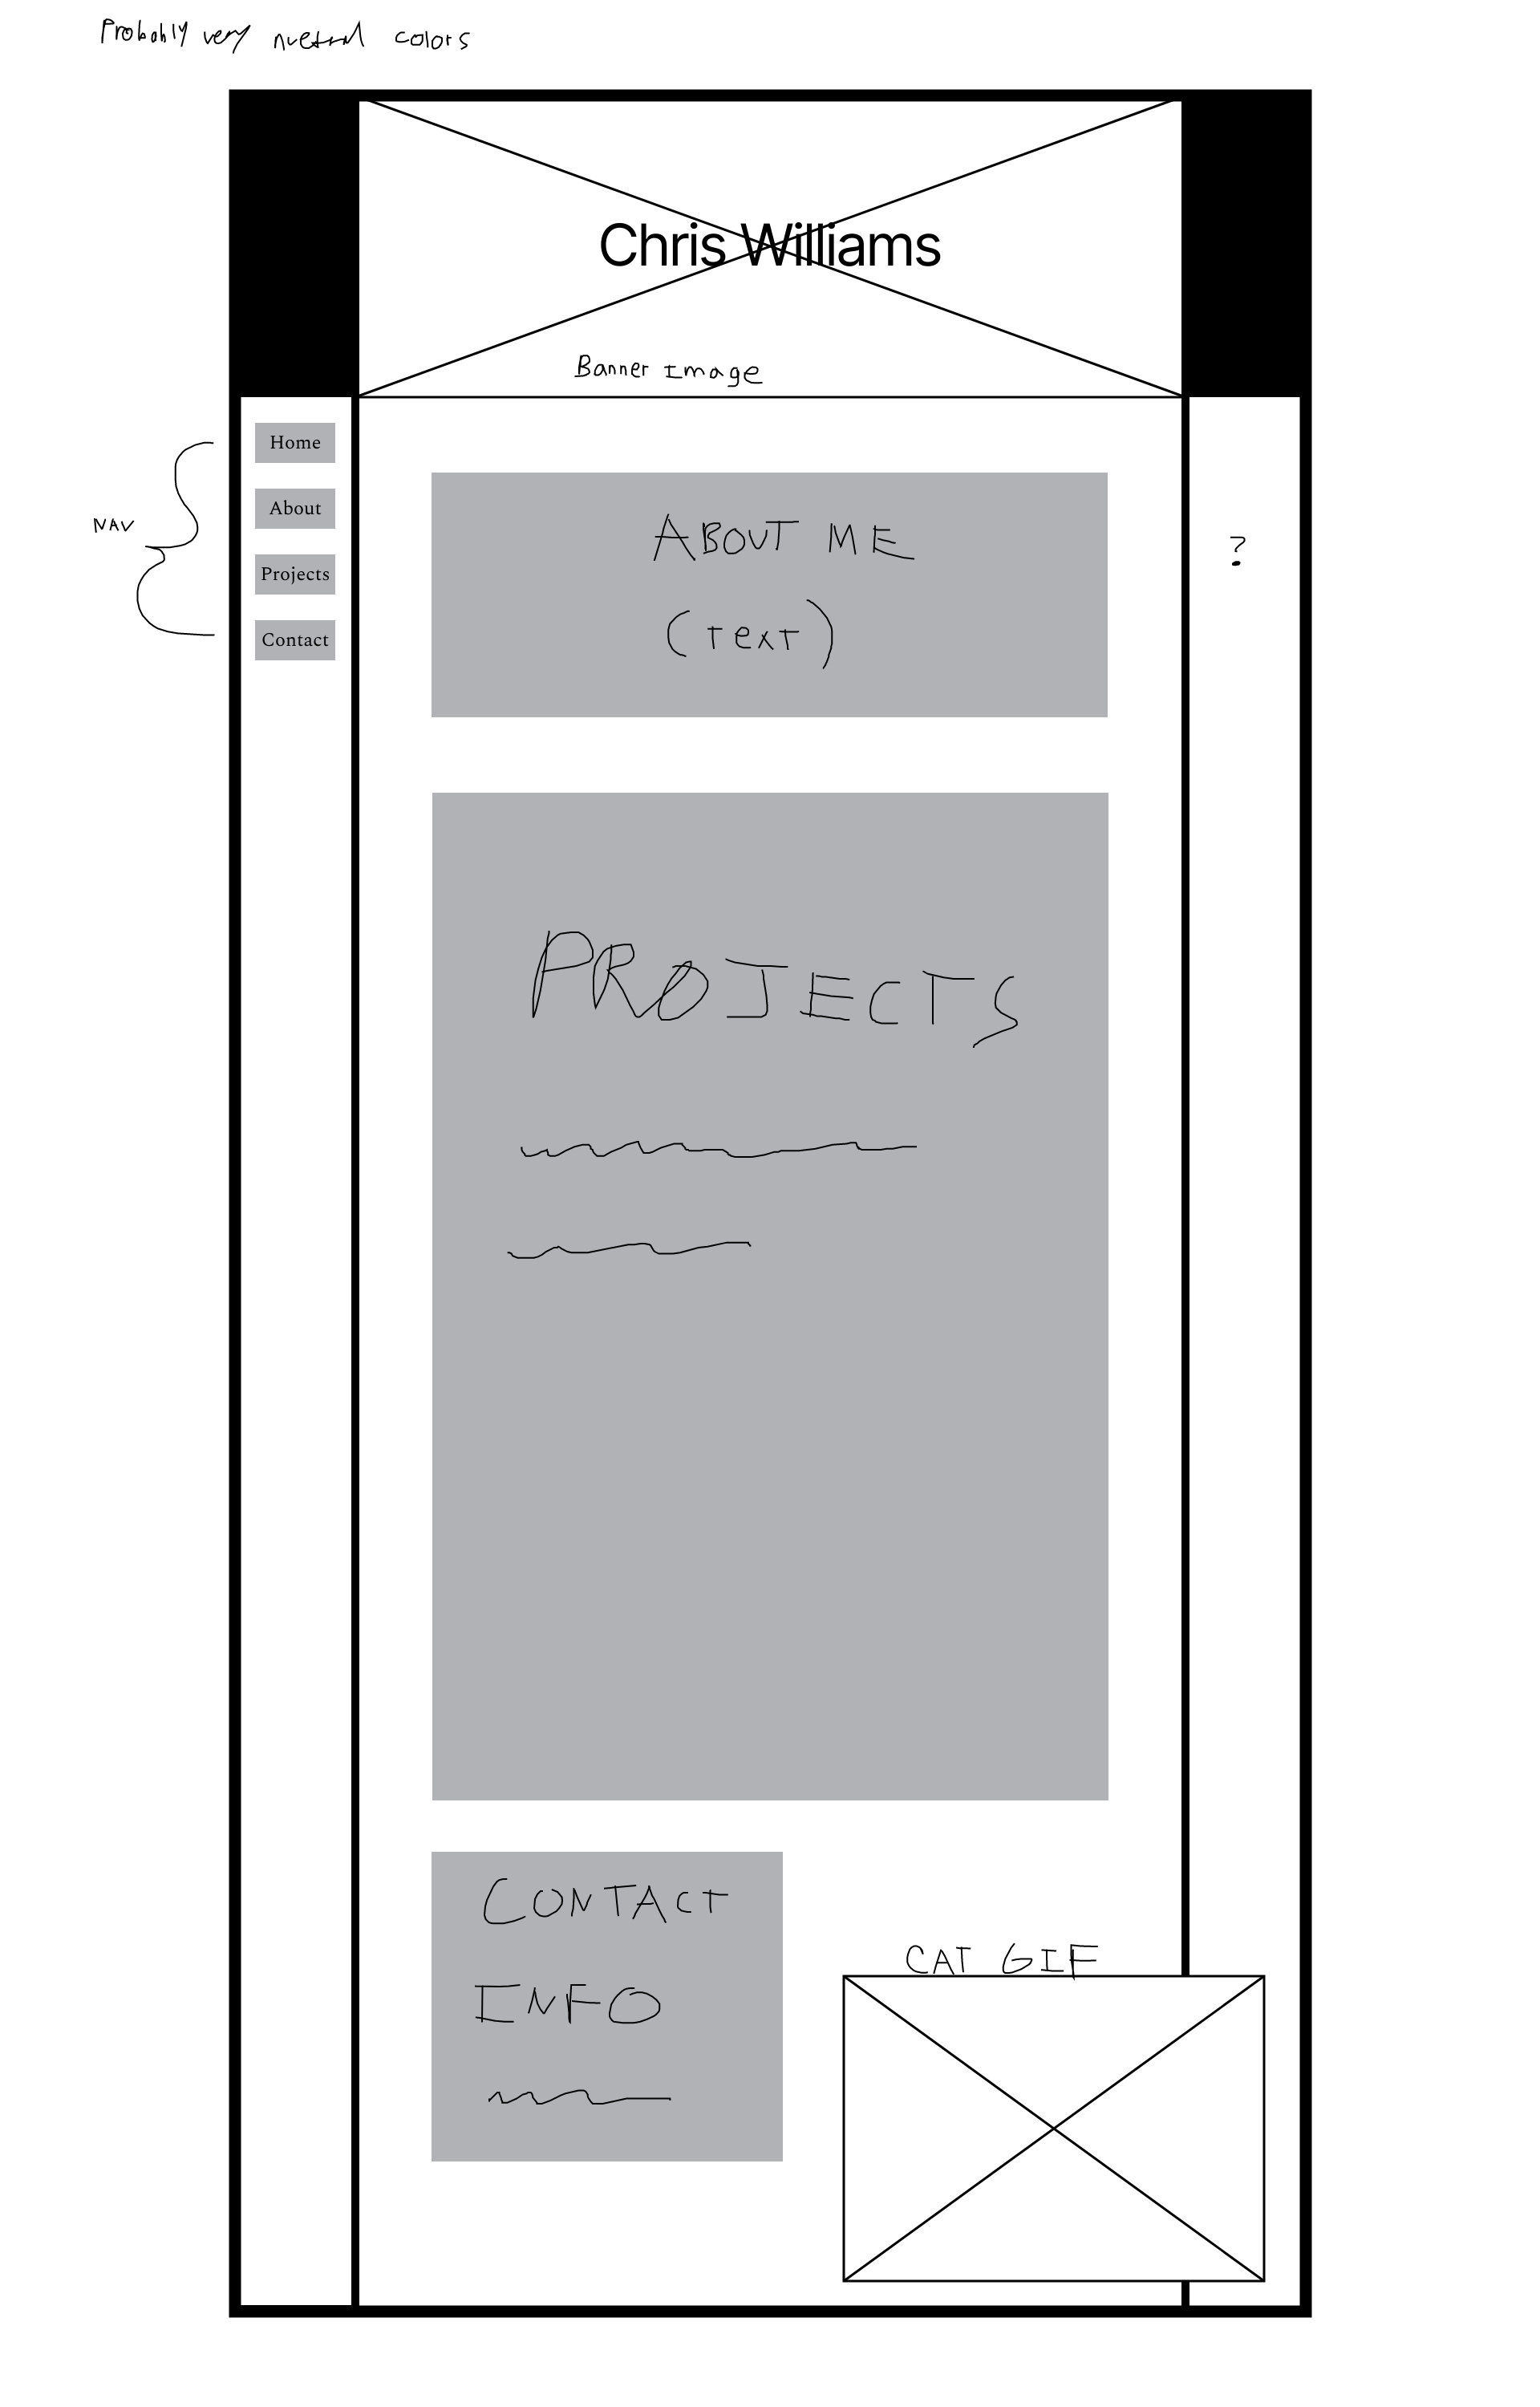 Probably very nuetral colors
Chris Williams
Banner Image
Home
About
Projects
Contact
NAV
ABOUT ME
(Text)
?
PROJECTS
CONTACT
INFO
CAT GIF